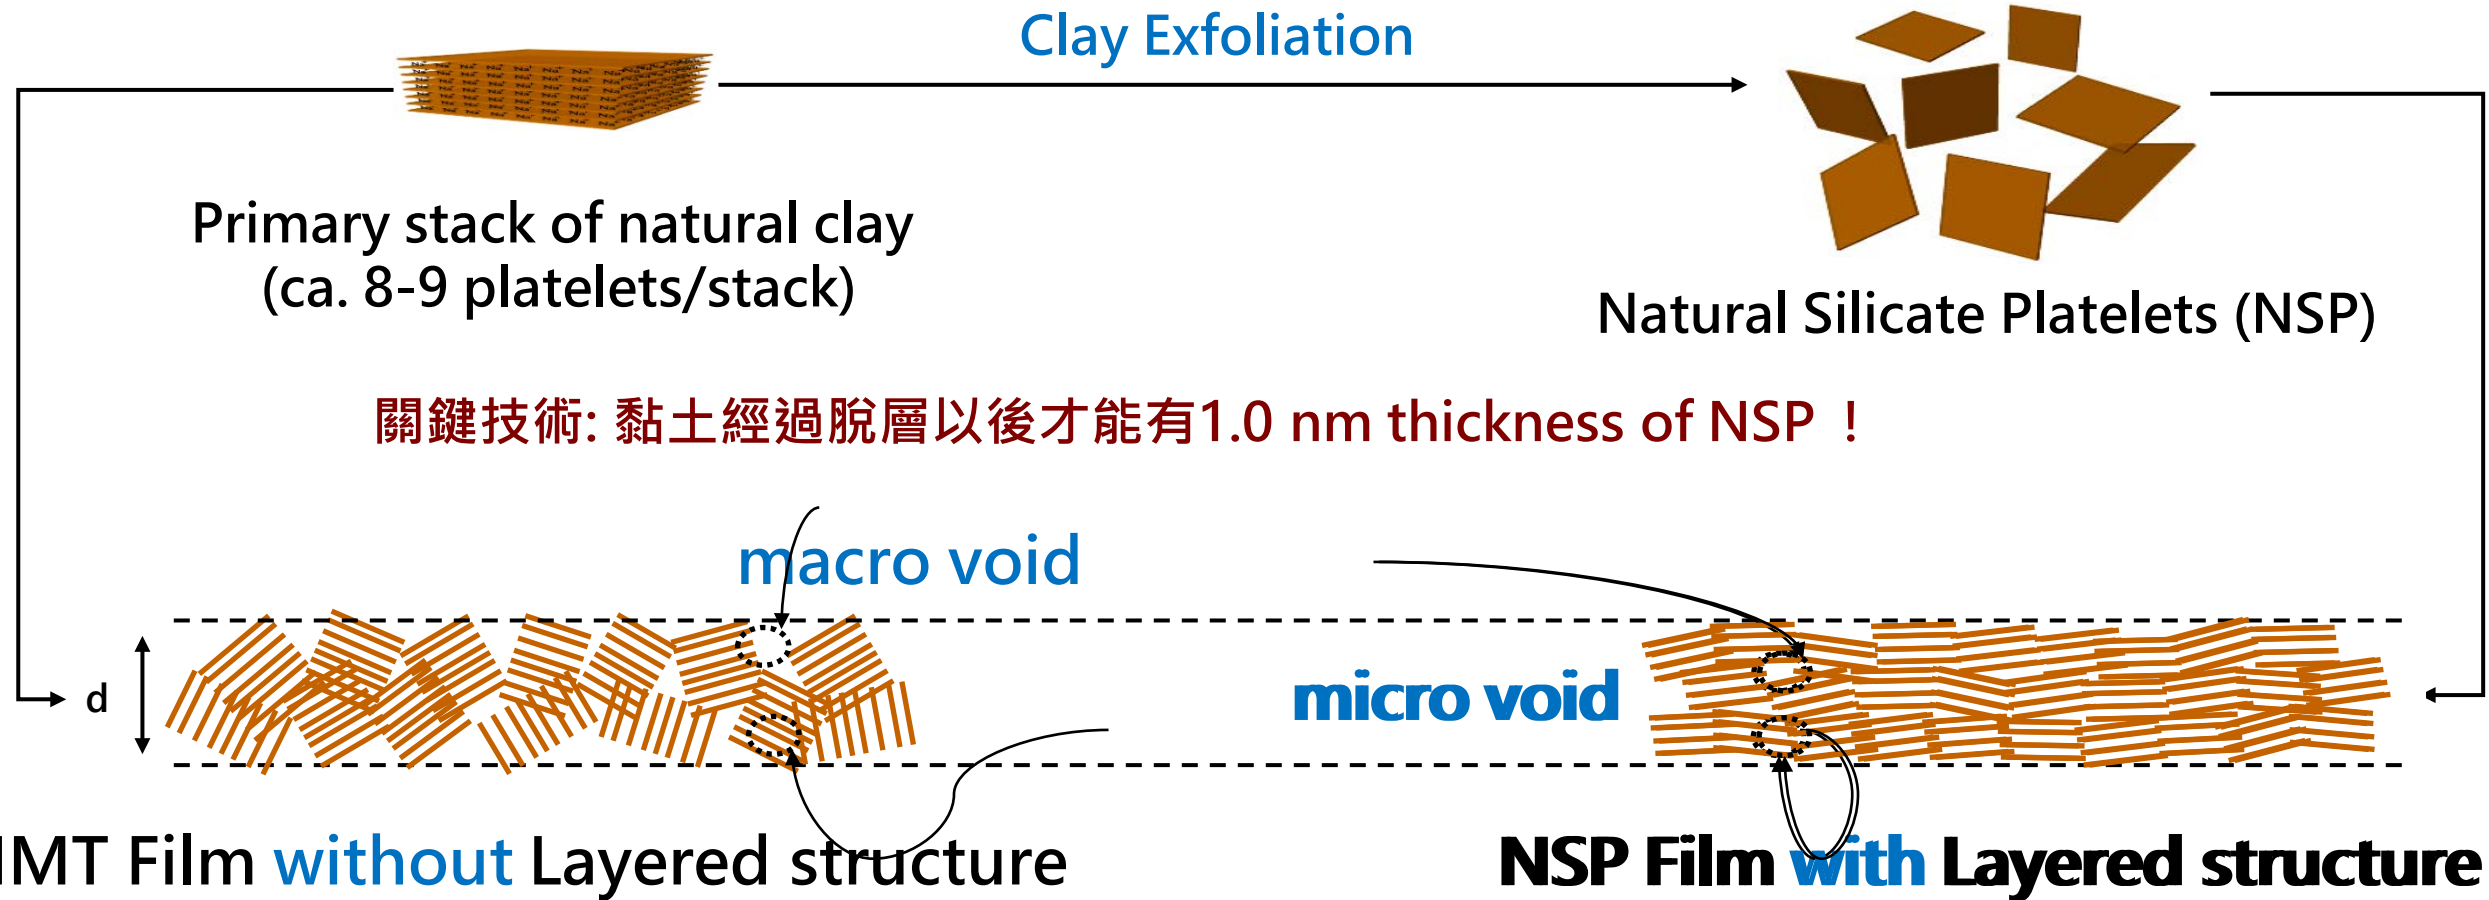 Clay Exfoliation
Primary stack of natural clay
(ca. 8-9 platelets/stack)
Natural Silicate Platelets (NSP)
關鍵技術: 黏土經過脫層以後才能有1.0 nm thickness of NSP！
macro void
d
micro void
MT Film without Layered structure
NSP Film with Layered structure